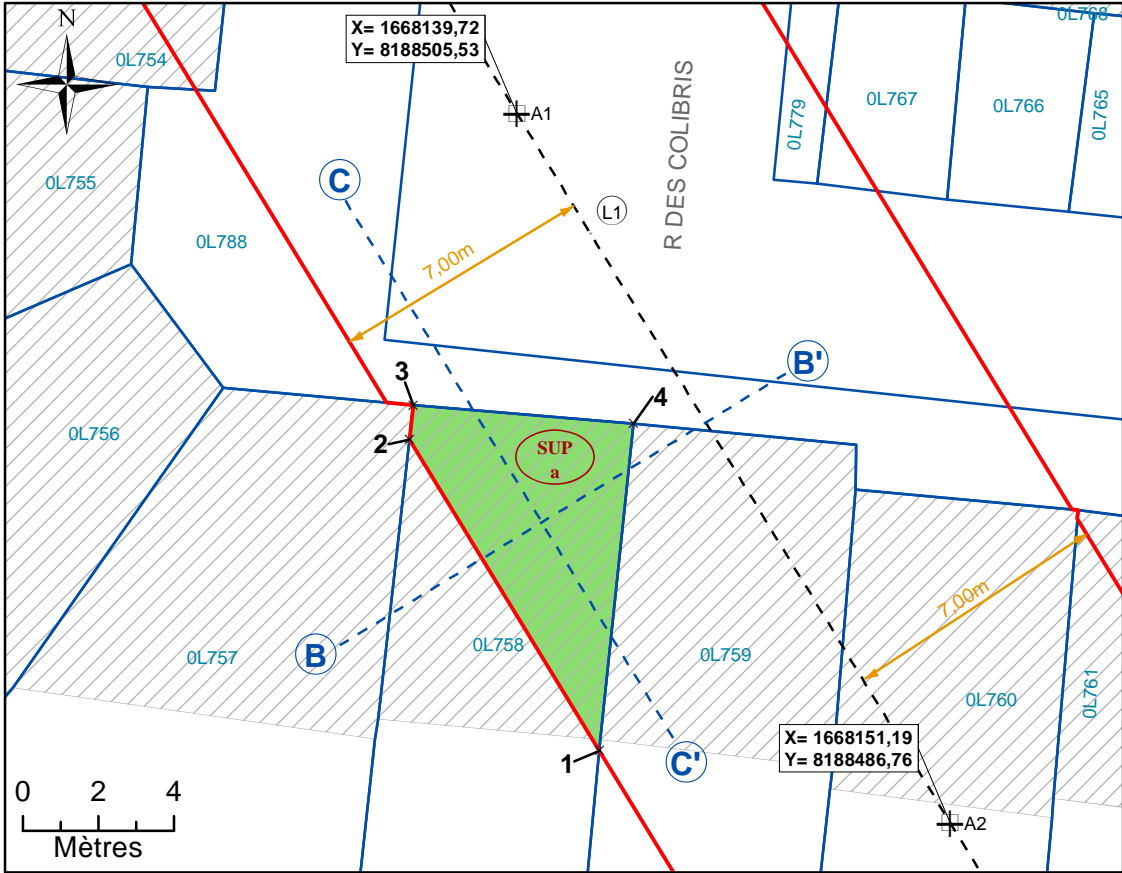 N
X= 1668139,72
Y= 8188505,53
0L768
0L754
A1
0L779
0L767
0L766
0L765
R DES COLIBRIS
0L755
C
L1
0L788
7,00m
B'
3
4
0L756
2
SUP
a
7,00m
B
0L757
0L758
0L759
0L760
0L761
1
C'
X= 1668151,19
Y= 8188486,76
A2
0 2 4
Mètres